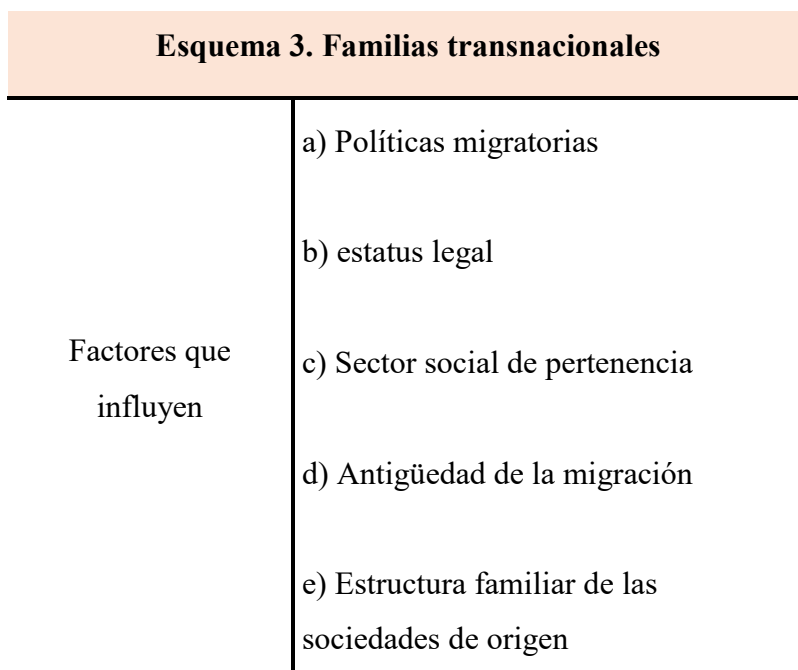 Esquema 3. Familias transnacionales
a) Políticas migratorias
b) estatus legal
Factores que
influyen
c) Sector social de pertenencia
d) Antigüedad de la migración
e) Estructura familiar de las
sociedades de origen